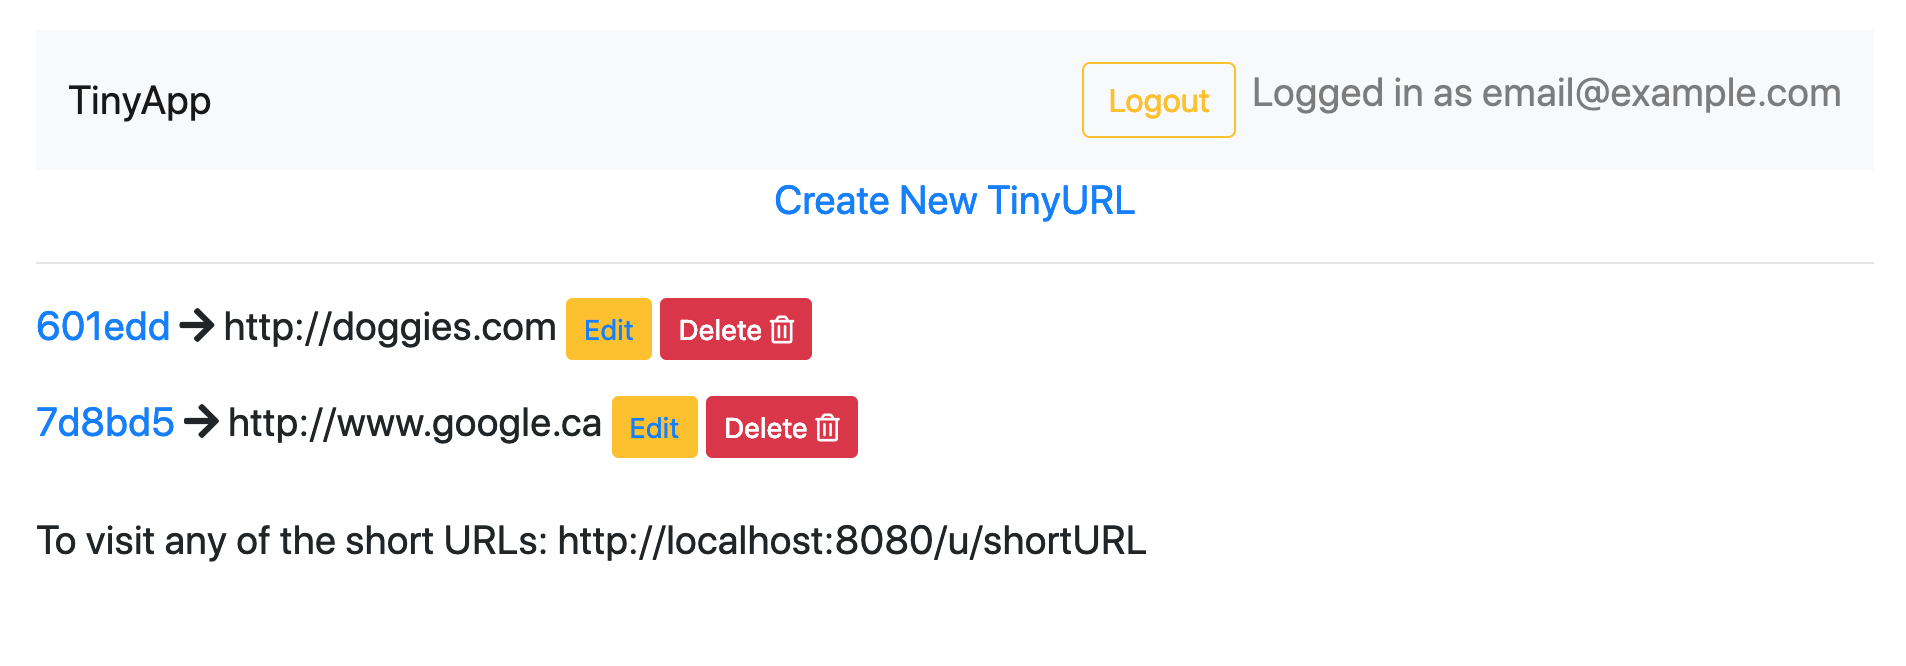 TinyApp
Logout Logged in as email@example.com
Create New TinyURL
601edd → http://doggies.com Edit Delete
7d8bd5 → http://www.google.ca Edit Delete
To visit any of the short URLs: http://localhost:8080/u/shortURL